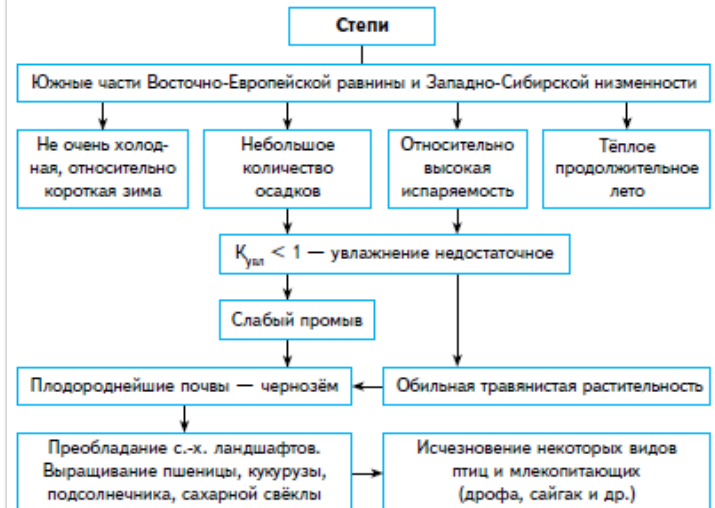 Степи
Южные части Восточно-Европейской равнины и Западно-Сибирской низменности
Не очень холод-
ная, относительно
короткая зима
Небольшое
количество
осадков
Относительно
высокая
испаряемость
Тёплое
продолжительное
лето
Kувл < 1 — увлажнение недостаточное
Слабый промыв
Плодороднейшие почвы — чернозём
Обильная травянистая растительность
Преобладание с.-х. ландшафтов.
Выращивание пшеницы, кукурузы,
подсолнечника, сахарной свёклы
Исчезновение некоторых видов
птиц и млекопитающих
(дрофа, сайгак и др.)